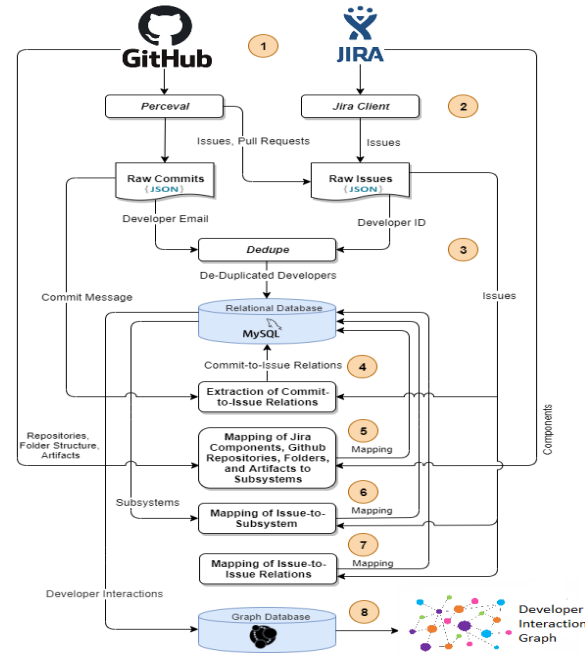 GitHub
1
JIRA
Perceval
Jira Client
2
Issues, Pull Requests
Issues
Raw Commits
{JSON}
Raw Issues
{JSON}
Developer Email
Developer ID
Dedupe
3
De-Duplicated Developers
Commit Message
Issues
Relational Database
MySQL
Commit-to-Issue Relations
4
Extraction of Commit-
to-Issue Relations
Components
Repositories,
Folder Structure,
Artifacts
Mapping of Jira
Components, Github
Repositories, Folders,
and Artifacts to
Subsystems
5
Mapping
Subsystems
Mapping of Issue-to-
Subsystem
6
Mapping
Mapping of Issue-to-
Issue Relations
7
Mapping
Developer Interactions
Graph Database
8
Developer
Interaction
Graph